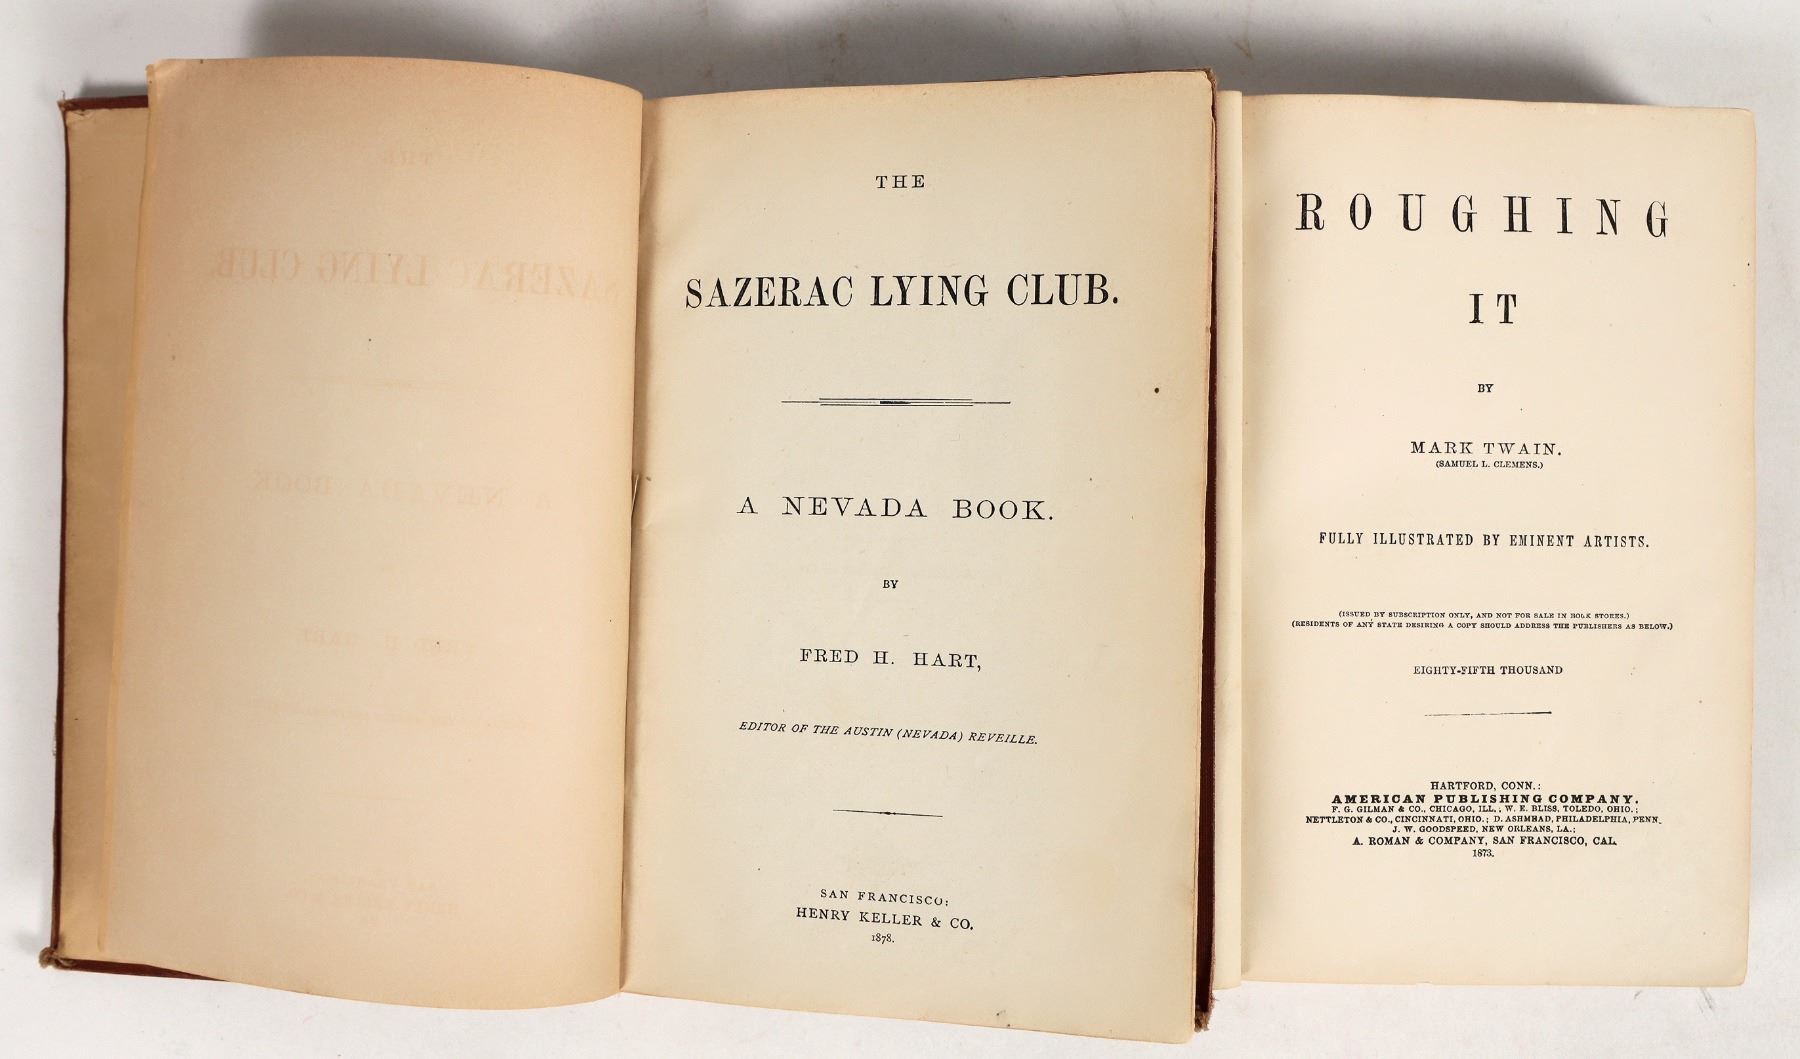 THE
SAZERAC LYING CLUB.
A NEVADA BOOK.
BY
FRED H. HART,
EDITOR OF THE AUSTIN (NEVADA) REVEILLE.
SAN FRANCISCO:
HENRY KELLER & CO.
1878.
ROUGHING
IT
BY
MARK TWAIN.
(SAMUEL L. CLEMENS.)
FULLY ILLUSTRATED BY EMINENT ARTISTS.
(ISSUED BY SUBSCRIPTION ONLY, AND NOT FOR SALE IN BOOK STORES.)
(RESIDENTS OF ANY STATE DESIRING A COPY SHOULD ADDRESS THE PUBLISHERS AS BELOW.)
EIGHTY-FIFTH THOUSAND
HARTFORD, CONN.:
AMERICAN PUBLISHING COMPANY.
F. G. GILMAN & CO., CHICAGO, ILL.; W. E. BLISS, TOLEDO, OHIO.;
NETTLETON & CO., CINCINNATI, OHIO.; D. ASHMEAD, PHILADELPHIA, PENN.
J. W. GOODSPEED, NEW ORLEANS, LA.;
A. ROMAN & COMPANY, SAN FRANCISCO, CAL.
1873.